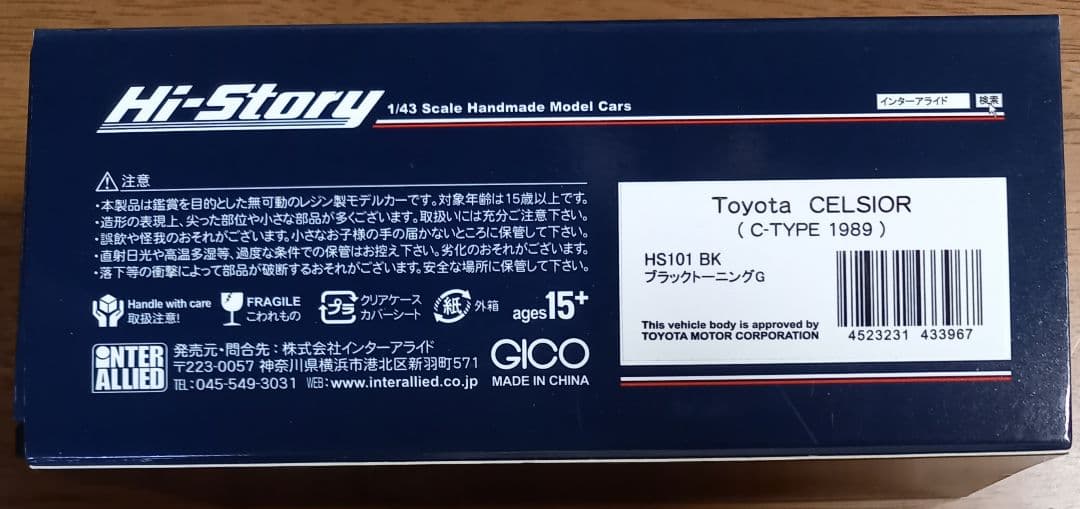 Hi-Story
1/43 Scale Handmade Model Cars
インターアライド 検索
注意
・本製品は鑑賞を目的とした無可動のレジン製モデルカーです。対象年齢は15歳以上です。
・造形の表現上、尖った部位や小さな部品が多くございます。取扱いには充分ご注意下さい。
・誤飲や怪我のおそれがございます。小さなお子様の手の届かないところに保管して下さい。
・直射日光や高温多湿等、過度な条件での保管はお控え下さい。劣化のおそれがございます。
・落下等の衝撃によって部品が破断するおそれがございます。安全な場所に保管して下さい。
Handle with care
取扱注意!
FRAGILE
こわれもの
プラ
クリアケース
カバーシート
紙 外箱
ages15+
INTER
ALLIED
発売元・問合先：株式会社インターアライド
〒223-0057 神奈川県横浜市港北区新羽町571
TEL:045-549-3031 WEB:www.interallied.co.jp
GICO
MADE IN CHINA
Toyota CELSIOR
( C-TYPE 1989 )
HS101 BK
ブラックトーニングG
This vehicle body is approved by
TOYOTA MOTOR CORPORATION
4523231 433967